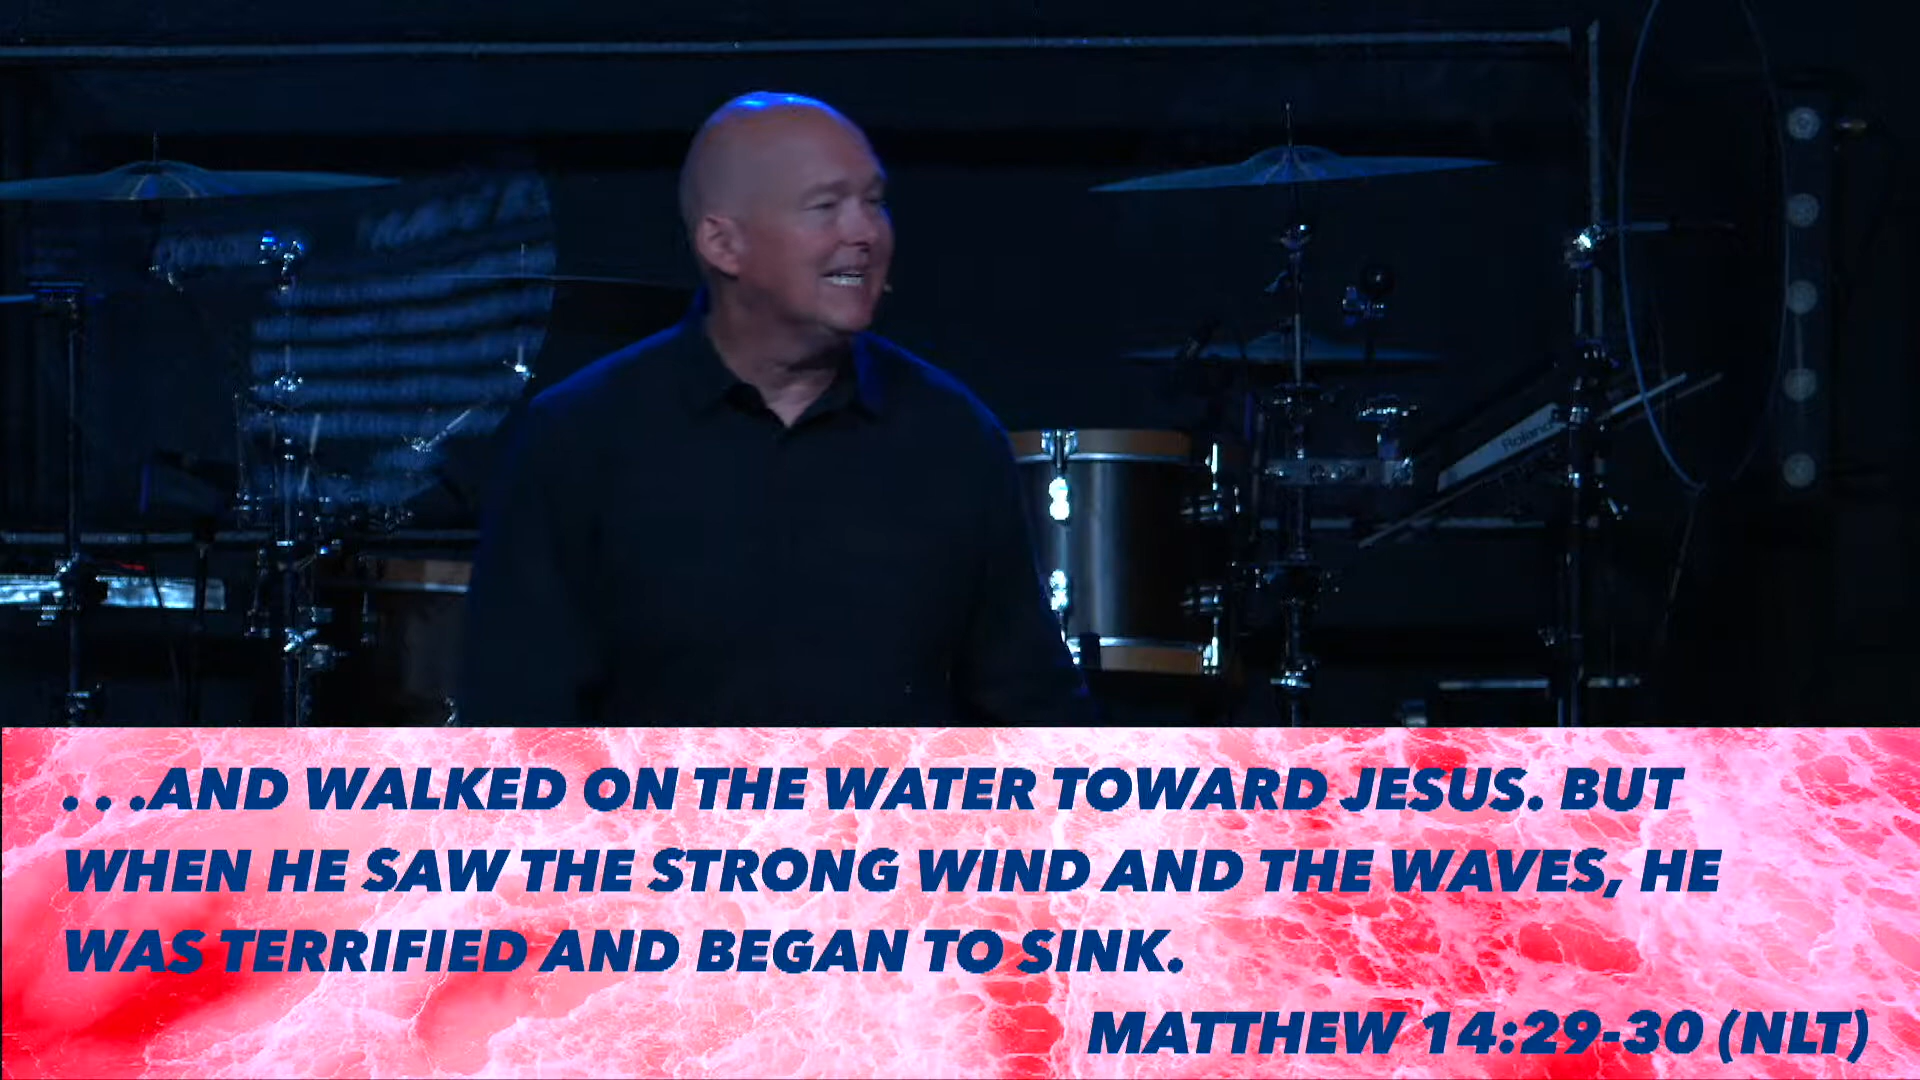 Roland
. . .AND WALKED ON THE WATER TOWARD JESUS. BUT
WHEN HE SAW THE STRONG WIND AND THE WAVES, HE
WAS TERRIFIED AND BEGAN TO SINK.
MATTHEW 14:29-30 (NLT)